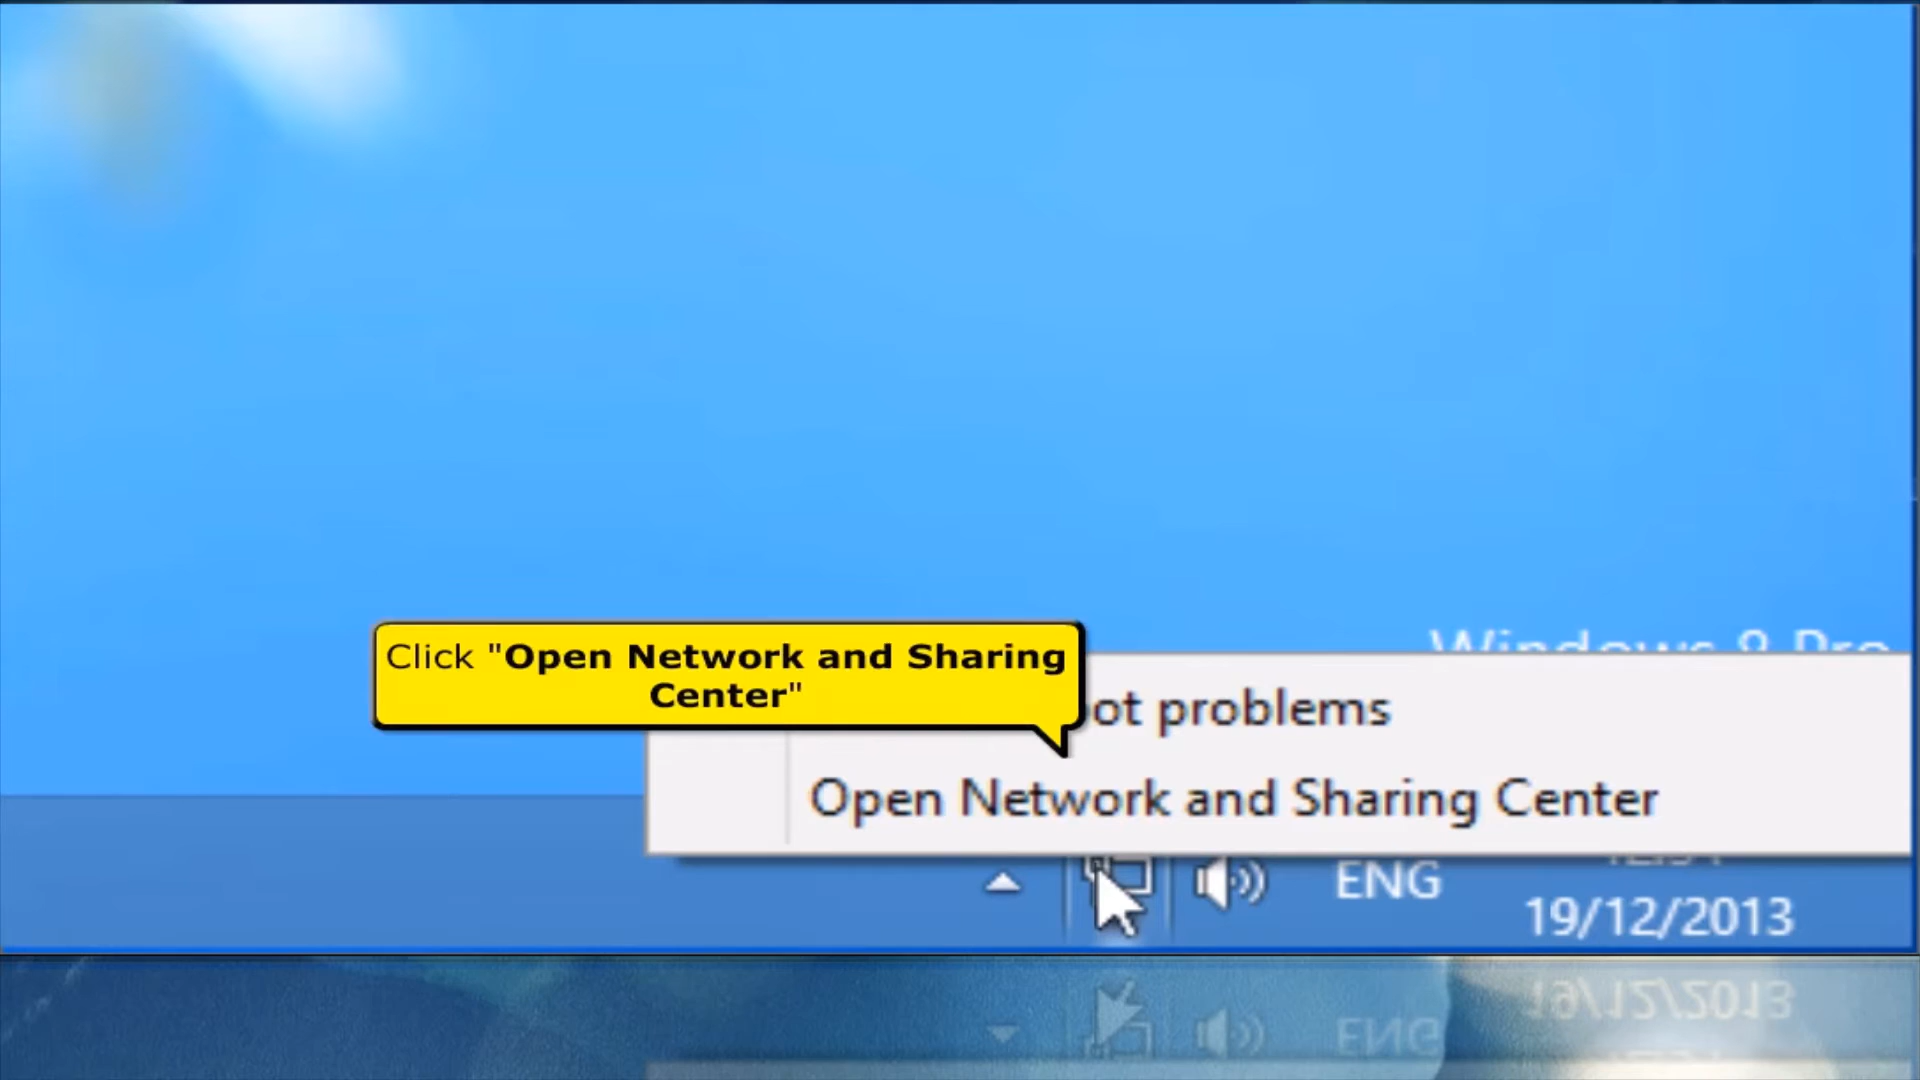 Windows 8 Pro
Click "Open Network and Sharing
Center"
ot problems
Open Network and Sharing Center
ENG
19/12/2013